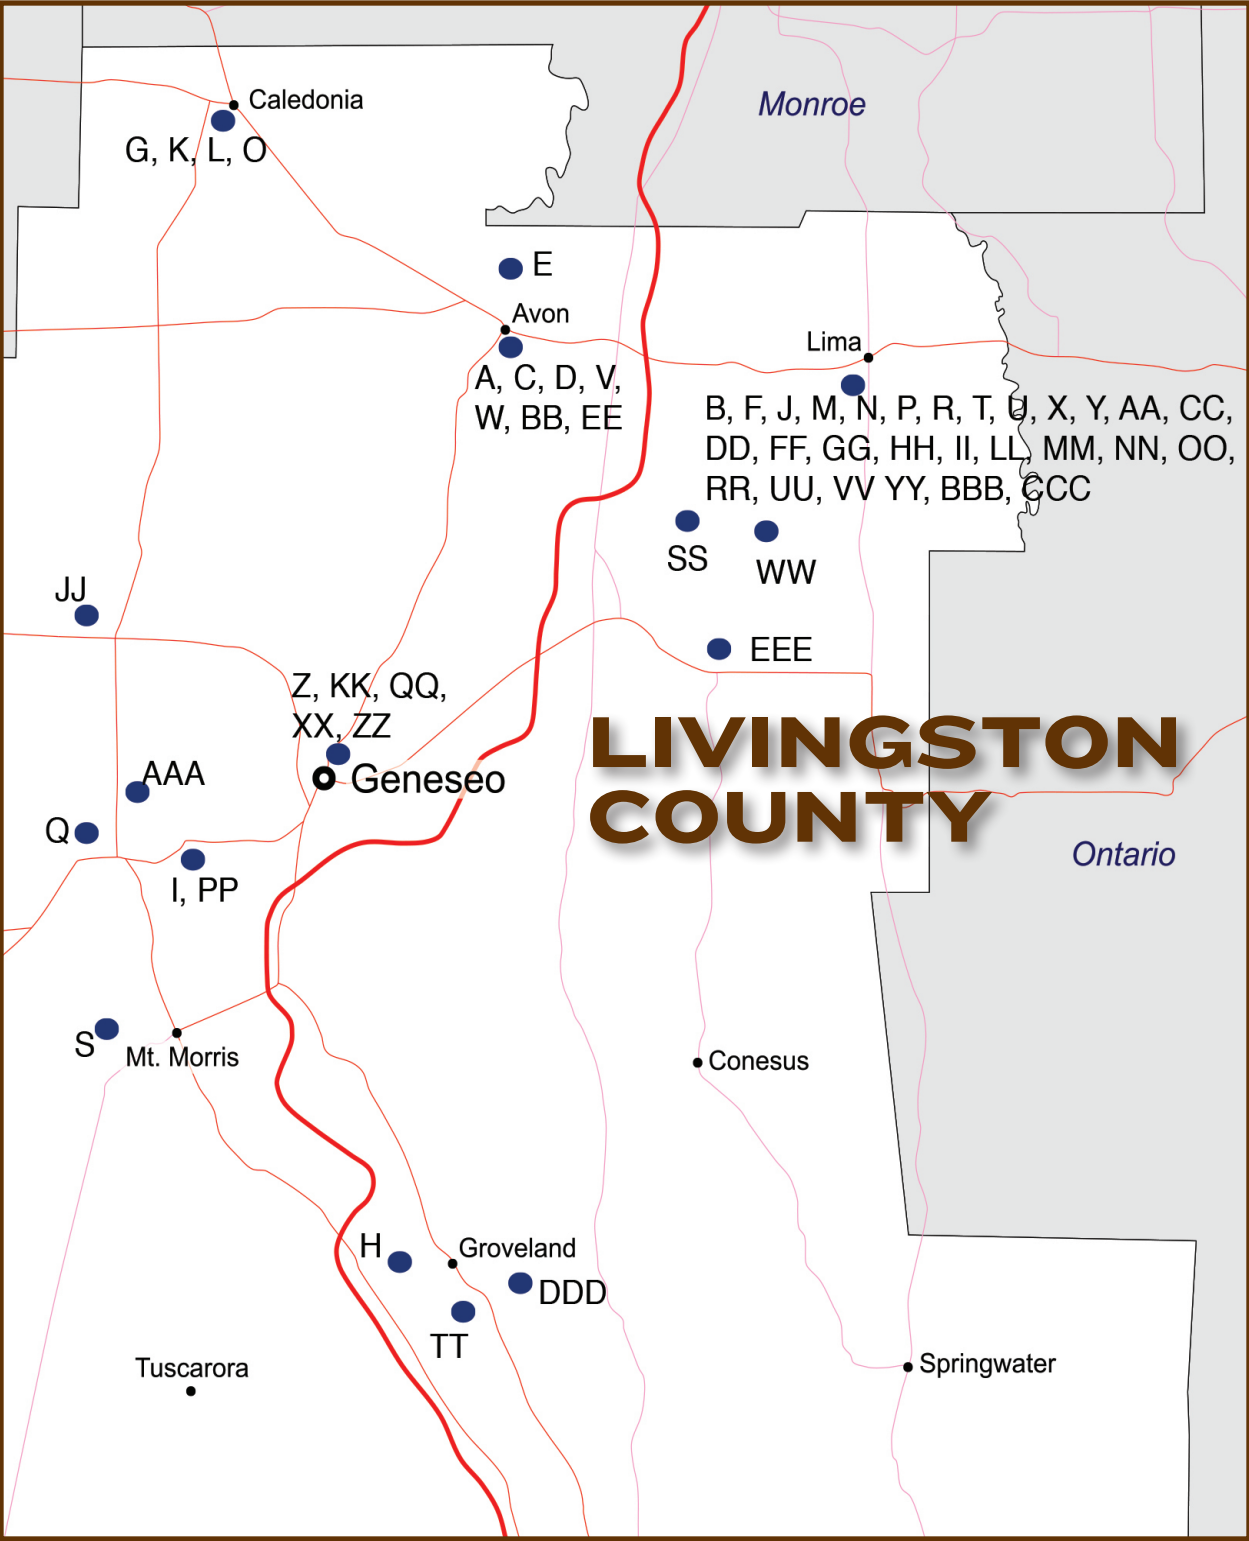 Caledonia
Monroe
G, K, L, O
E
Avon
Lima
A, C, D, V,
W, BB, EE
B, F, J, M, N, P, R, T, U, X, Y, AA, CC,
DD, FF, GG, HH, II, LL, MM, NN, OO,
RR, UU, VV YY, BBB, CCC
SS
WW
JJ
EEE
Z, KK, QQ,
XX, ZZ
LIVINGSTON
COUNTY
AAA
Geneseo
Q
I, PP
Ontario
S
Mt. Morris
Conesus
H
Groveland
DDD
TT
Tuscarora
Springwater